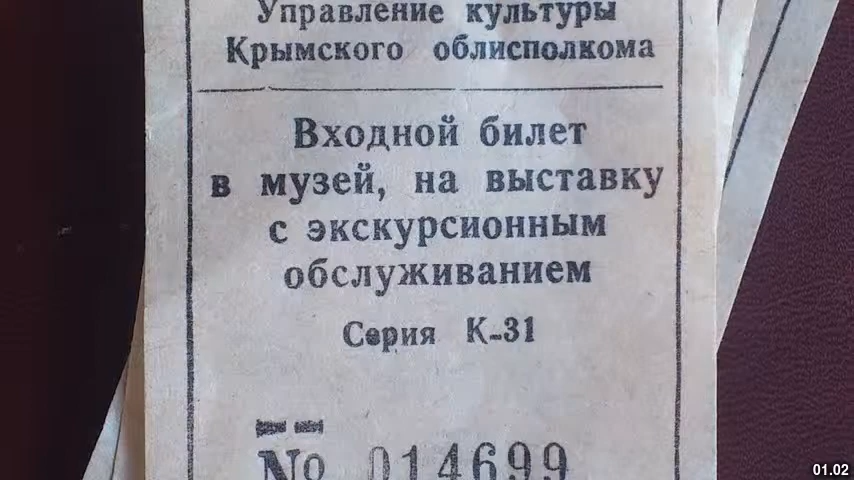 Управление культуры
Крымского облисполкома
Входной билет
в музей, на выставку
с экскурсионным
обслуживанием
Серия К-31
№ 014699
01.02